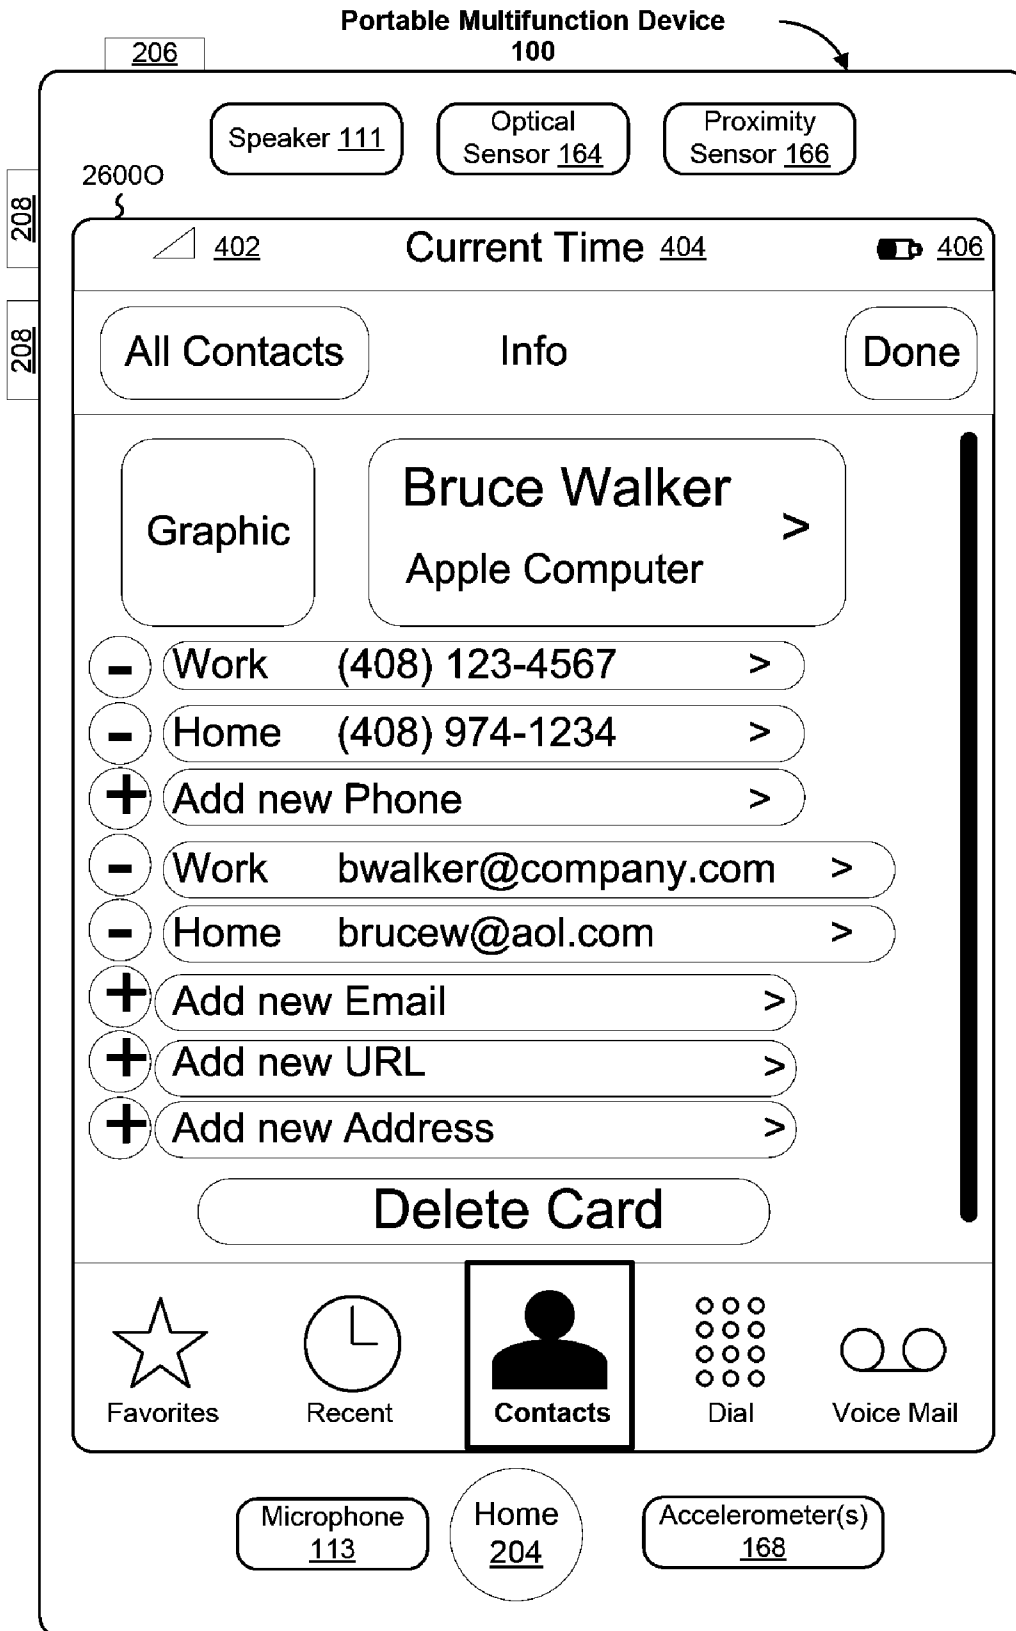 Portable Multifunction Device
100
206
Speaker 111
Optical
Sensor 164
Proximity
Sensor 166
2600O
208
208
402
Current Time 404
406
All Contacts
Info
Done
Graphic
Bruce Walker
>
Apple Computer
- Work (408) 123-4567 >
- Home (408) 974-1234 >
+ Add new Phone >
- Work bwalker@company.com >
- Home brucew@aol.com >
+ Add new Email >
+ Add new URL >
+ Add new Address >
Delete Card
Favorites
Recent
Contacts
Dial
Voice Mail
Microphone
113
Home
204
Accelerometer(s)
168